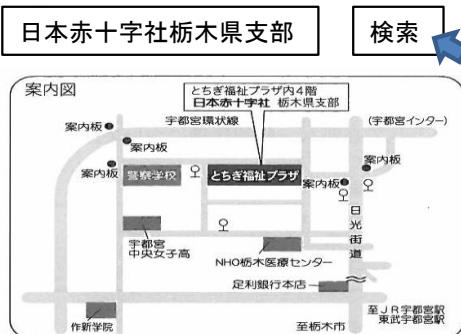 日本赤十字社栃木県支部 検索
案内図
とちぎ福祉プラザ内4階
日本赤十字社 栃木県支部
宇都宮環状線
(宇都宮インター)
案内板
案内板
案内板
案内板
案内板
警察学校
とちぎ福祉プラザ
日光街道
宇都宮
中央女子高
NHO栃木医療センター
足利銀行本店
作新学院
至栃木市
至JR宇都宮駅
東武宇都宮駅